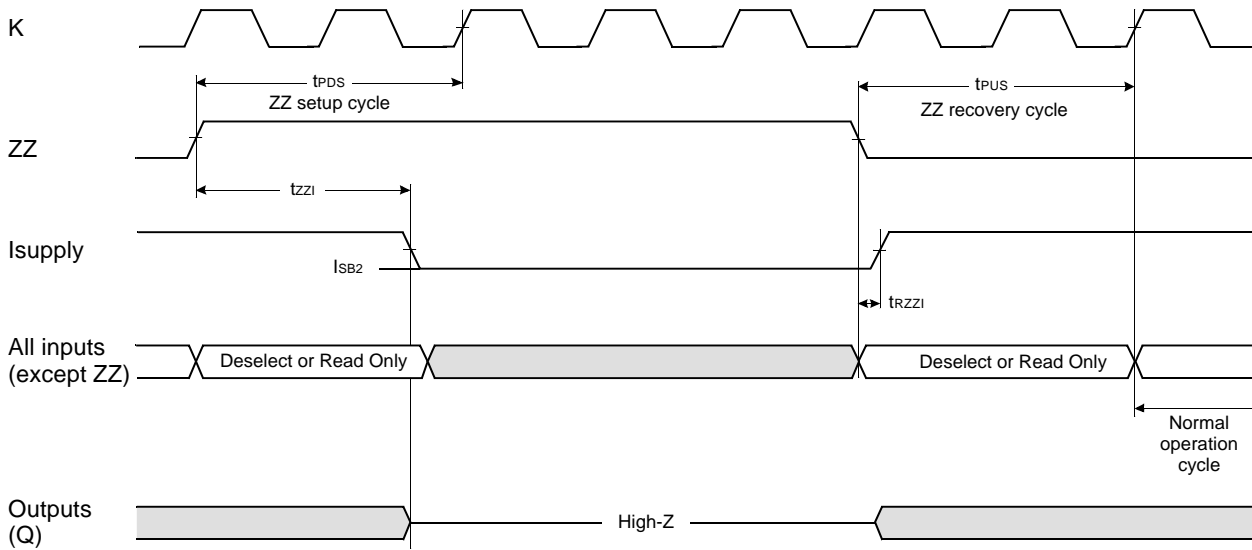 K
tPDS
ZZ setup cycle
tPUS
ZZ recovery cycle
ZZ
tZZI
Isupply
ISB2
tRZZI
All inputs
(except ZZ)
Deselect or Read Only
Deselect or Read Only
Normal
operation
cycle
Outputs
(Q)
High-Z